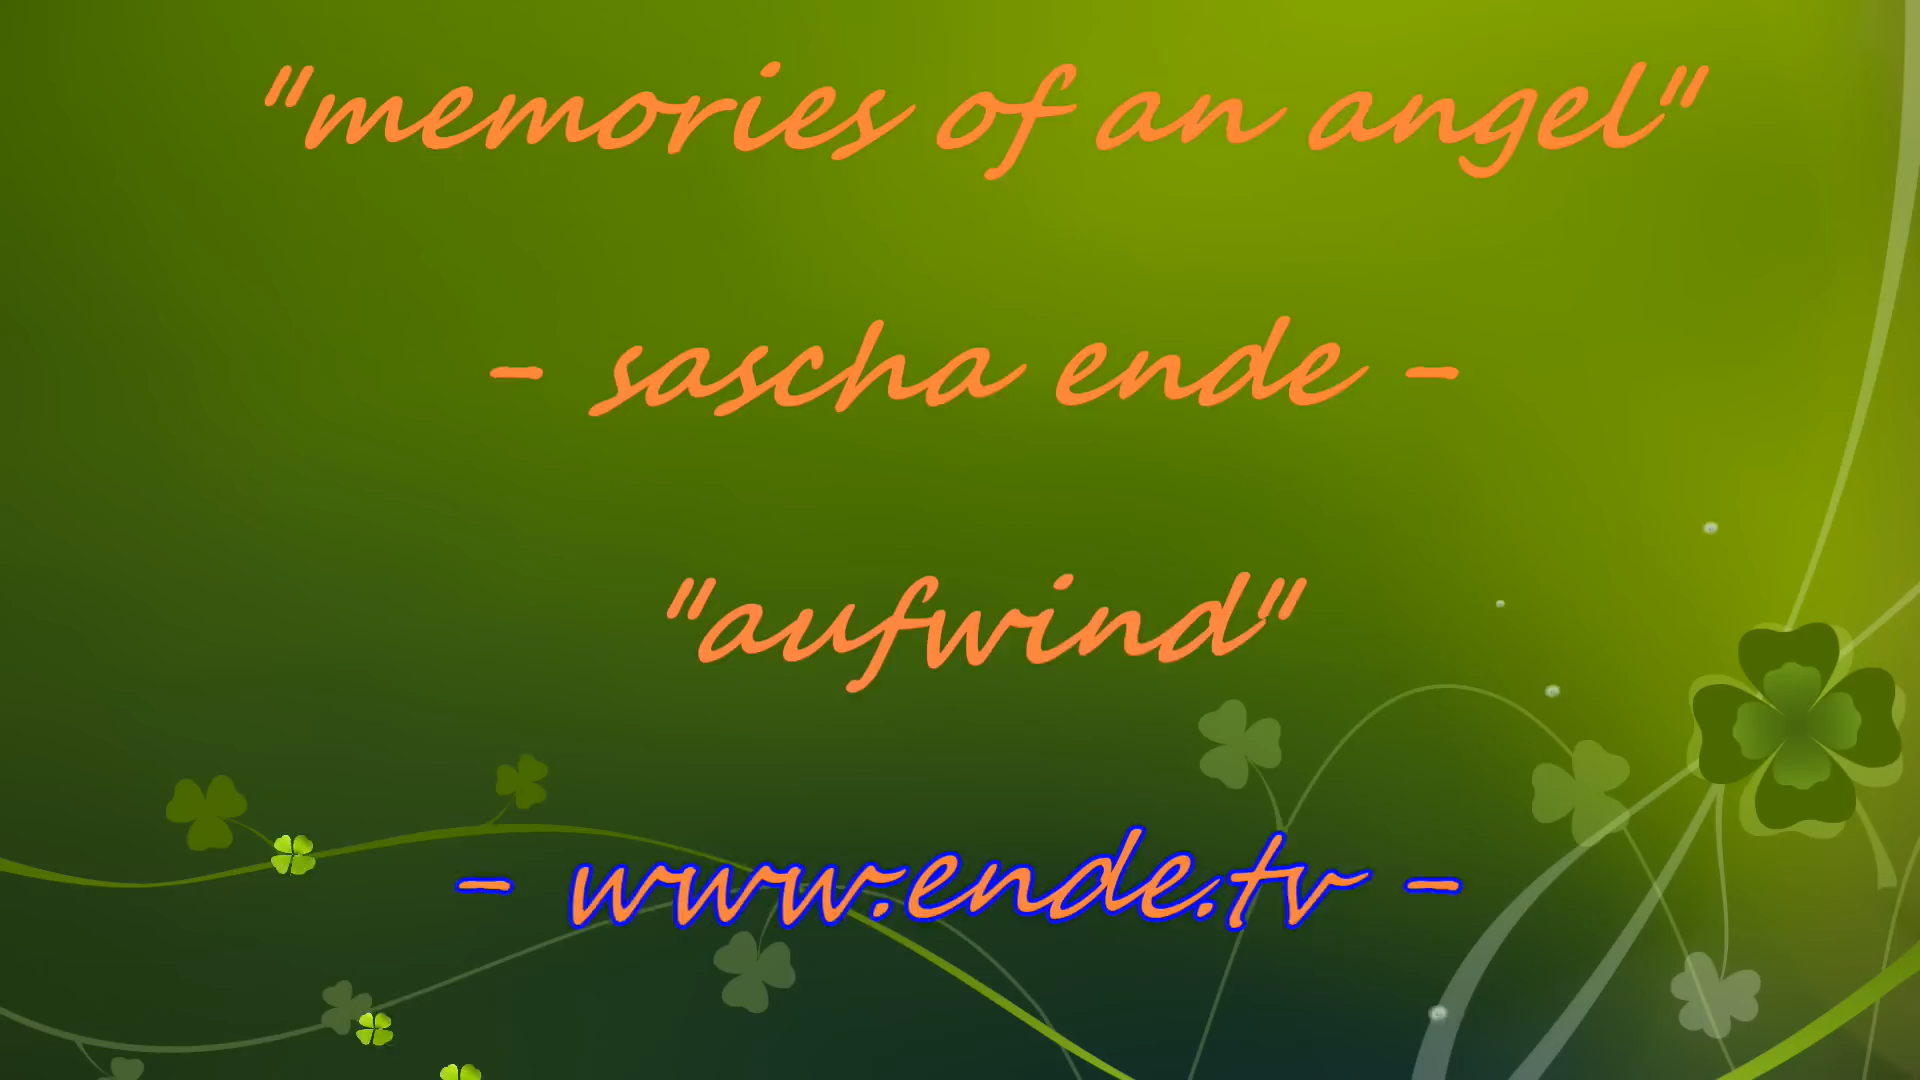 "memories of an angel"
- sascha ende -
"aufwind"
- www.ende.tv -